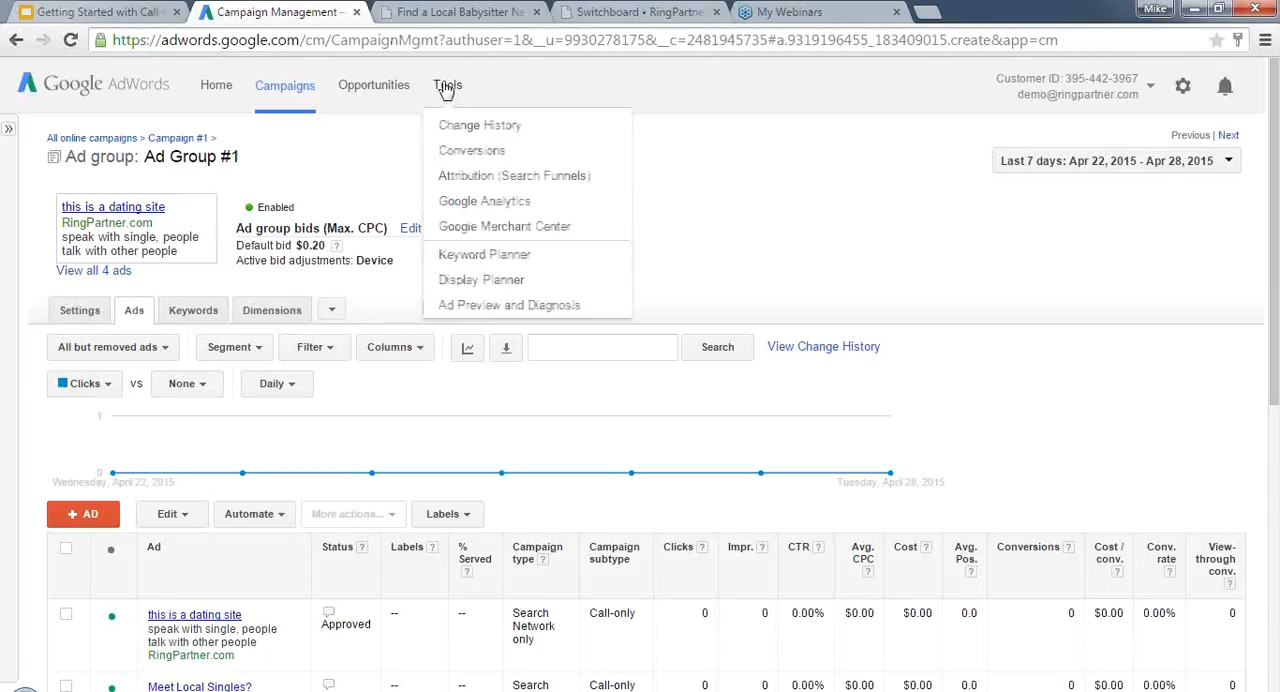 Getting Started with Call-
Campaign Management -
Find a Local Babysitter Ne
Switchboard • RingPartne
My Webinars
Mike
https://adwords.google.com/cm/CampaignMgmt?authuser=1&__u=9930278175&__c=2481945735#a.9319196455_183409015.create&app=cm
Google AdWords
Home
Campaigns
Opportunities
Tools
Customer ID: 395-442-3967
demo@ringpartner.com
Change History
Conversions
Attribution (Search Funnels)
Google Analytics
Google Merchant Center
Keyword Planner
Display Planner
Ad Preview and Diagnosis
All online campaigns > Campaign #1 >
Ad group: Ad Group #1
Previous | Next
Last 7 days: Apr 22, 2015 - Apr 28, 2015
this is a dating site
RingPartner.com
speak with single, people
talk with other people
View all 4 ads
Enabled
Ad group bids (Max. CPC) Edit
Default bid $0.20 ?
Active bid adjustments: Device
Settings
Ads
Keywords
Dimensions
All but removed ads
Segment
Filter
Columns
Search
View Change History
Clicks
vs
None
Daily
1
0
Wednesday, April 22, 2015
Tuesday, April 28, 2015
+ AD
Edit
Automate
More actions...
Labels
Ad
Status ?
Labels ?
% Served ?
Campaign type ?
Campaign subtype
Clicks ?
Impr. ?
CTR ?
Avg. CPC ?
Cost ?
Avg. Pos. ?
Conversions ?
Cost / conv. ?
Conv. rate ?
View-through conv. ?
this is a dating site
speak with single, people
talk with other people
RingPartner.com
Approved
--
--
Search Network only
Call-only
0
0
0.00%
$0.00
$0.00
0.0
0
$0.00
0.00%
0
Meet Local Singles?
--
--
Search
Call-only
0
0
0.00%
$0.00
$0.00
0.0
0
$0.00
0.00%
0